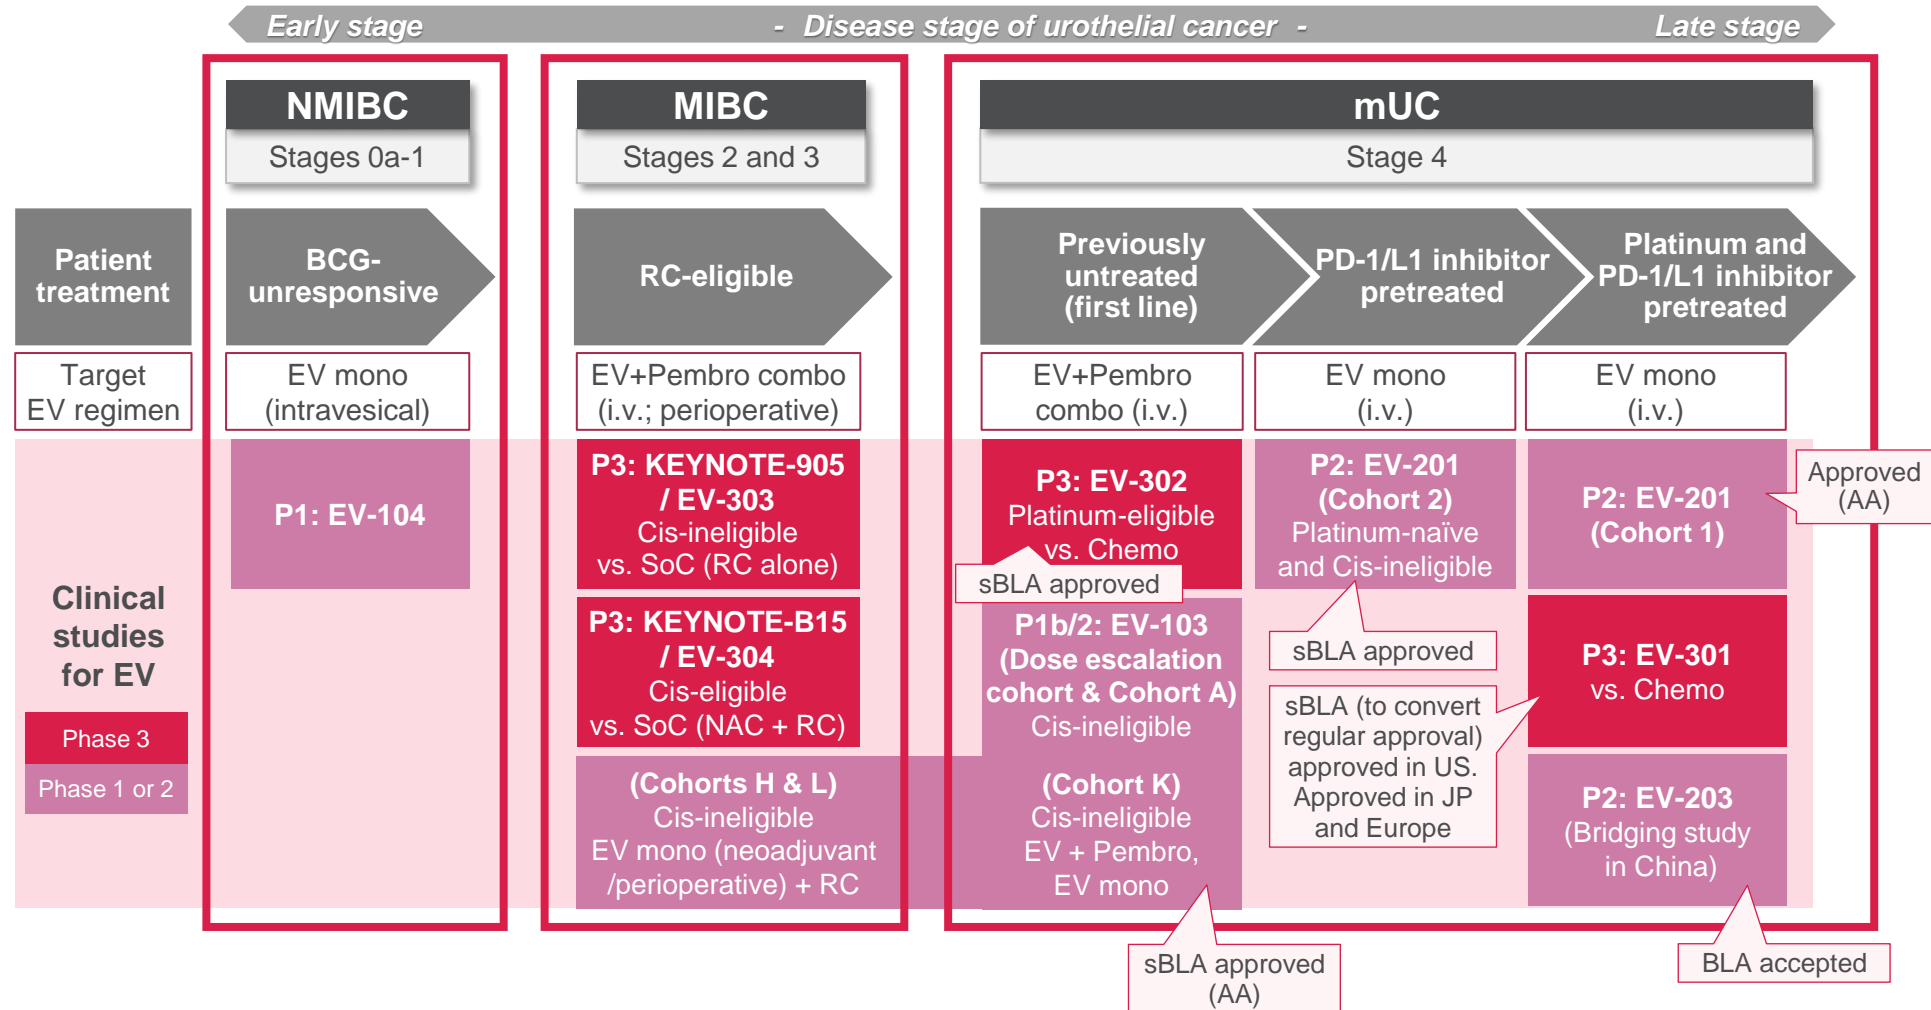 Early stage
- Disease stage of urothelial cancer -
Late stage
NMIBC
Stages 0a-1
MIBC
Stages 2 and 3
mUC
Stage 4
Patient
treatment
BCG-
unresponsive
RC-eligible
Previously
untreated
(first line)
PD-1/L1 inhibitor
pretreated
Platinum and
PD-1/L1 inhibitor
pretreated
Target
EV regimen
EV mono
(intravesical)
EV+Pembro combo
(i.v.; perioperative)
EV+Pembro
combo (i.v.)
EV mono
(i.v.)
EV mono
(i.v.)
Clinical
studies
for EV
Phase 3
Phase 1 or 2
P1: EV-104
P3: KEYNOTE-905
/ EV-303
Cis-ineligible
vs. SoC (RC alone)
P3: KEYNOTE-B15
/ EV-304
Cis-eligible
vs. SoC (NAC + RC)
(Cohorts H & L)
Cis-ineligible
EV mono (neoadjuvant
/perioperative) + RC
P3: EV-302
Platinum-eligible
vs. Chemo
sBLA approved
P1b/2: EV-103
(Dose escalation
cohort & Cohort A)
Cis-ineligible
(Cohort K)
Cis-ineligible
EV + Pembro,
EV mono
sBLA approved
(AA)
P2: EV-201
(Cohort 2)
Platinum-naïve
and Cis-ineligible
sBLA approved
sBLA (to convert
regular approval)
approved in US.
Approved in JP
and Europe
P2: EV-201
(Cohort 1)
Approved
(AA)
P3: EV-301
vs. Chemo
P2: EV-203
(Bridging study
in China)
BLA accepted